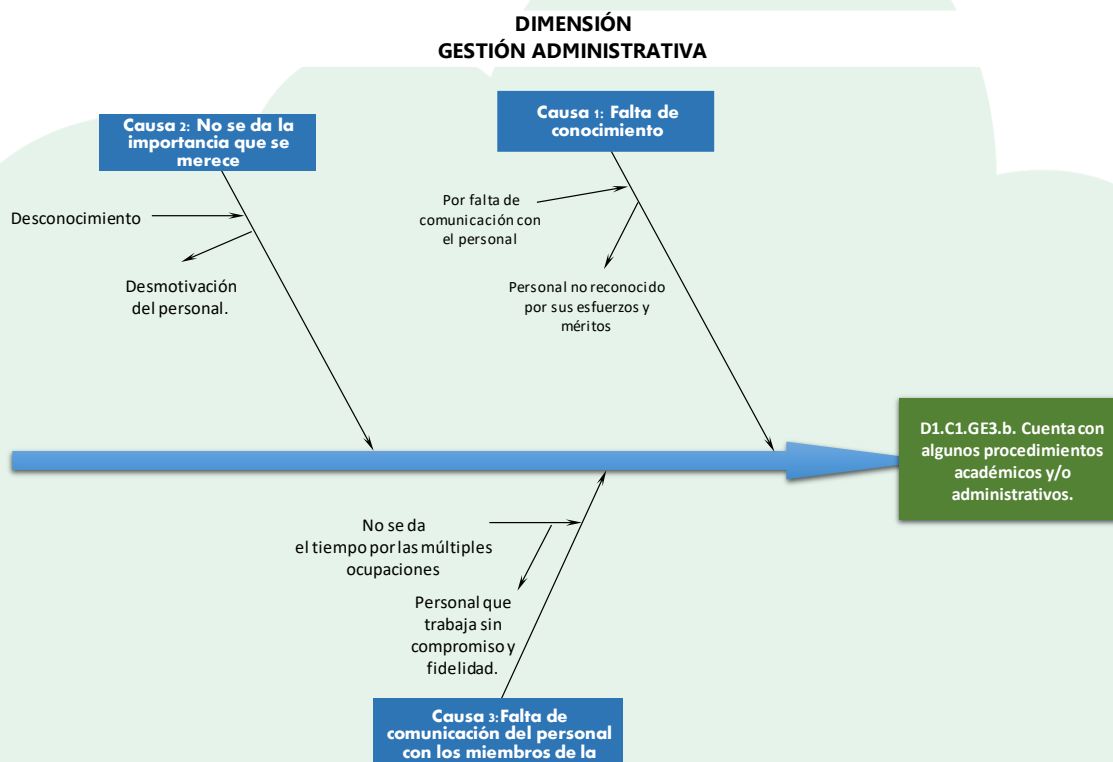 DIMENSIÓN
GESTIÓN ADMINISTRATIVA
Causa 2: No se da la
importancia que se
merece
Causa 1: Falta de
conocimiento
Desconocimiento
Desmotivación
del personal.
Por falta de
comunicación con
el personal
Personal no reconocido
por sus esfuerzos y
méritos
D1.C1.GE3.b. Cuenta con
algunos procedimientos
académicos y/o
administrativos.
No se da
el tiempo por las múltiples
ocupaciones
Personal que
trabaja sin
compromiso y
fidelidad.
Causa 3:Falta de
comunicación del personal
con los miembros de la